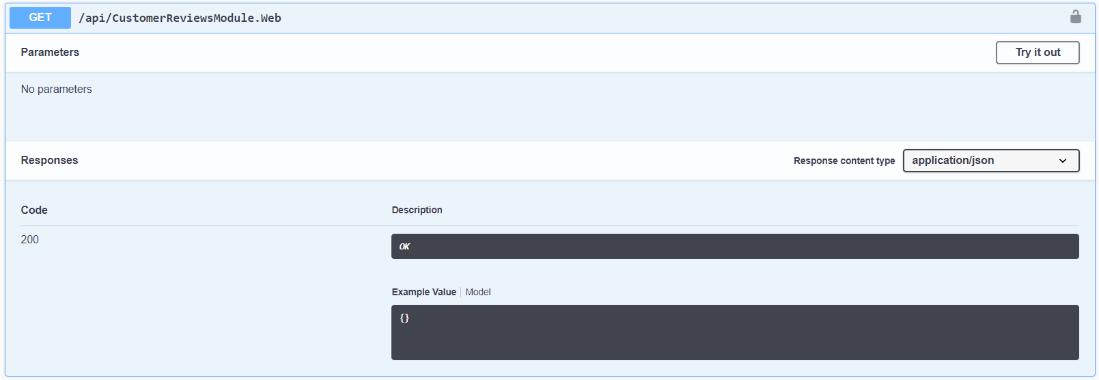 GET /api/CustomerReviewsModule.Web
Parameters Try it out
No parameters
Responses Response content type application/json
Code Description
200 OK
Example Value Model
{}